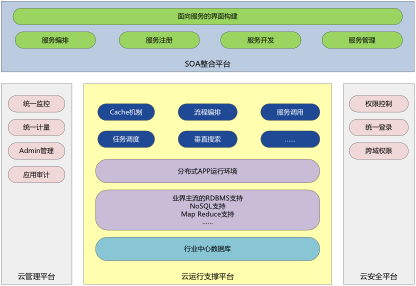 面向服务的界面构建
服务编排 服务注册 服务开发 服务管理
SOA整合平台
统一监控
统一计量
Admin管理
应用审计
云管理平台
Cache机制 流程编排 服务调用
任务调度 垂直搜索 ......
分布式APP运行环境
业界主流的RDBMS支持
NoSQL支持
Map Reduce支持
......
行业中心数据库
云运行支撑平台
权限控制
统一登录
跨域权限
云安全平台